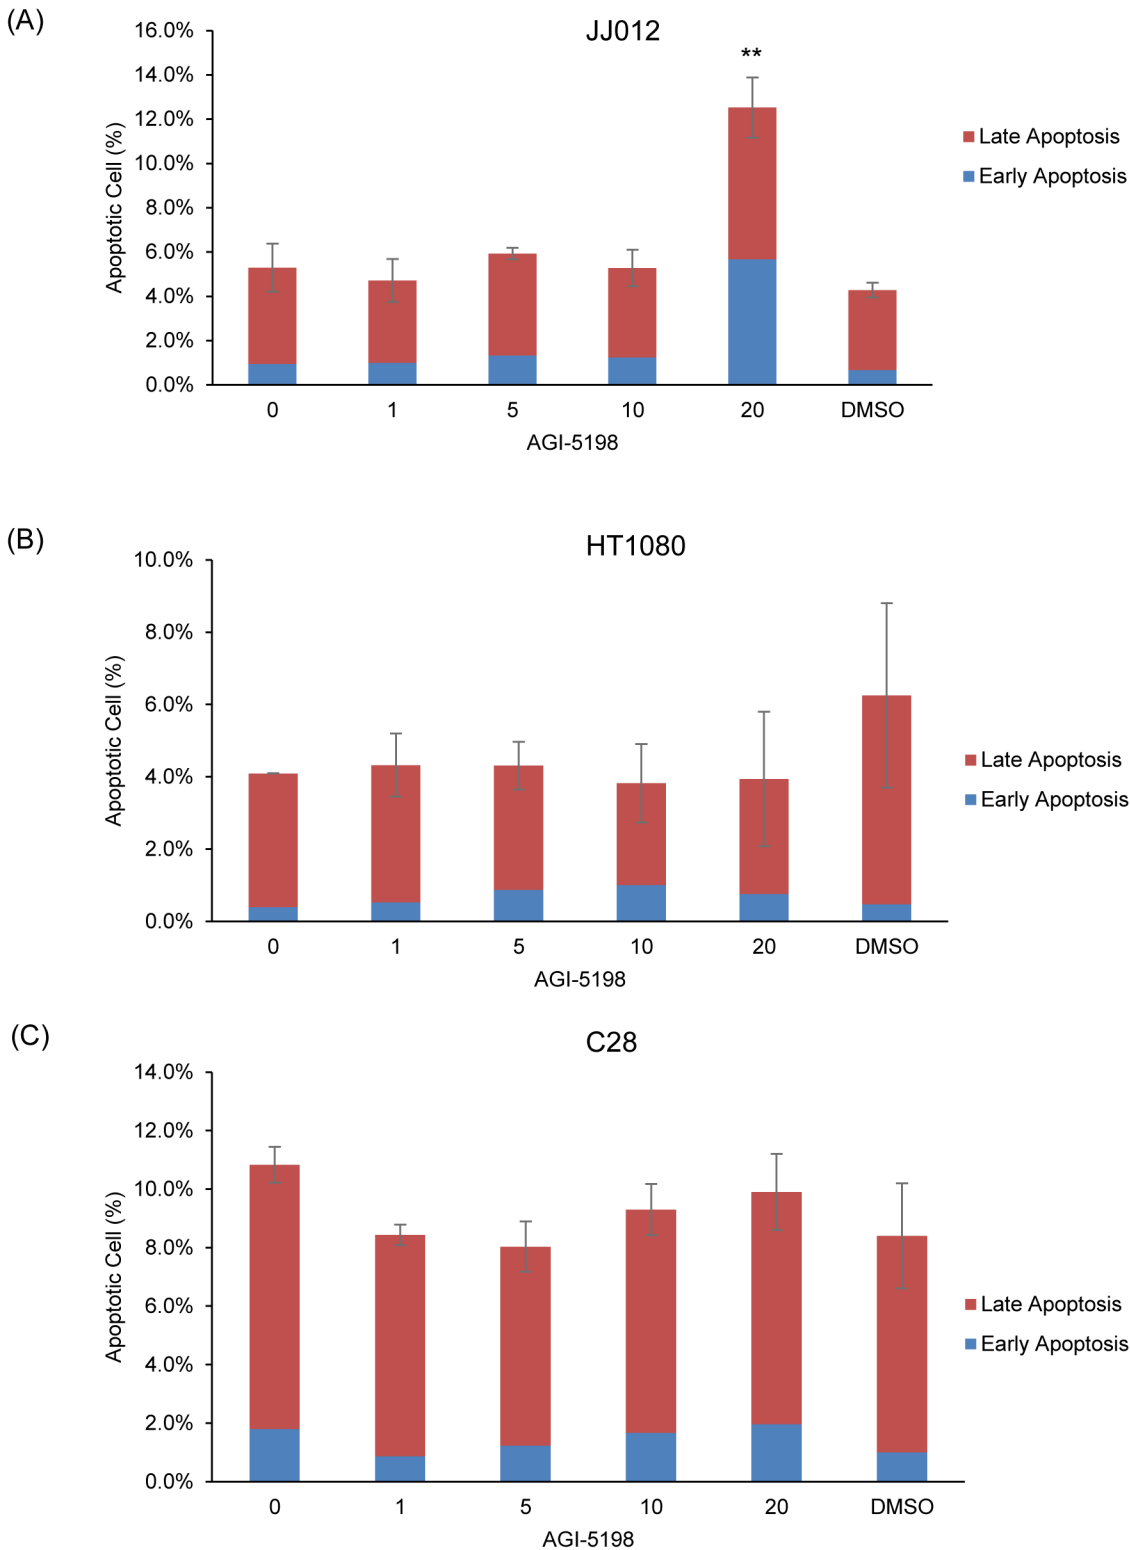 (A)
JJ012
16.0%
14.0%
12.0%
10.0%
8.0%
6.0%
4.0%
2.0%
0.0%
Apoptotic Cell (%)
**
0 1 5 10 20 DMSO
AGI-5198
Late Apoptosis
Early Apoptosis
(B)
HT1080
10.0%
8.0%
6.0%
4.0%
2.0%
0.0%
Apoptotic Cell (%)
0 1 5 10 20 DMSO
AGI-5198
Late Apoptosis
Early Apoptosis
(C)
C28
14.0%
12.0%
10.0%
8.0%
6.0%
4.0%
2.0%
0.0%
Apoptotic Cell (%)
0 1 5 10 20 DMSO
AGI-5198
Late Apoptosis
Early Apoptosis